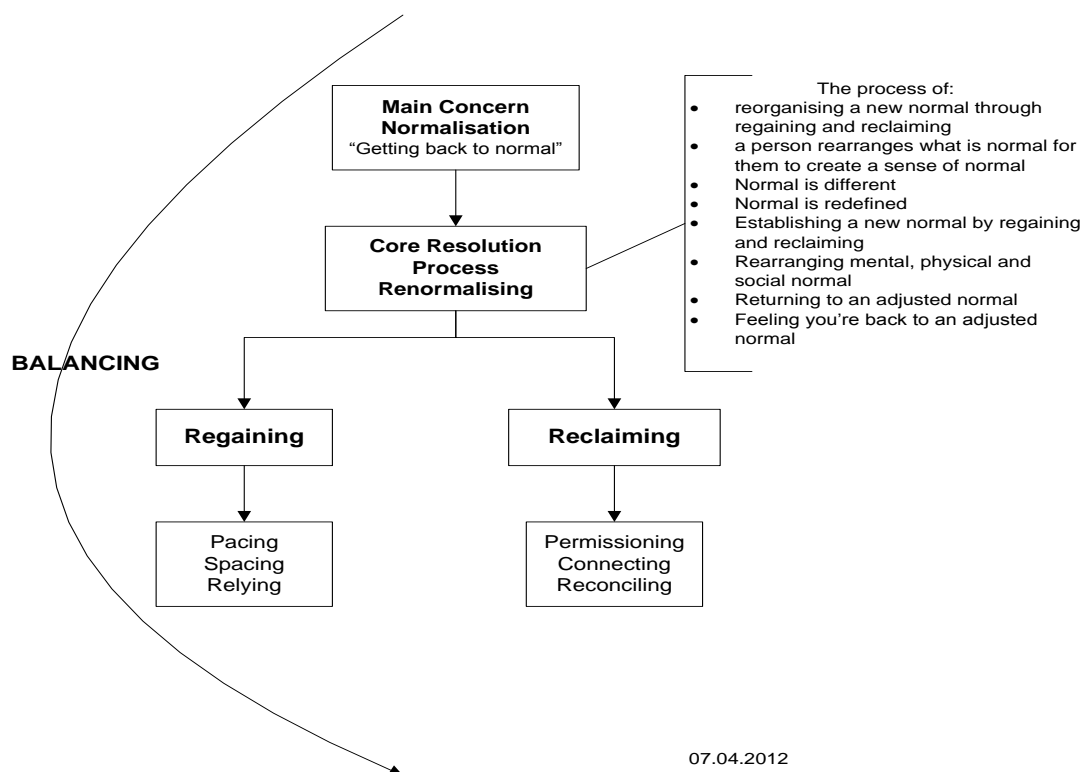 Main Concern
Normalisation
“Getting back to normal”
The process of:
• reorganising a new normal through
regaining and reclaiming
• a person rearranges what is normal for
them to create a sense of normal
• Normal is different
• Normal is redefined
• Establishing a new normal by regaining
and reclaiming
• Rearranging mental, physical and
social normal
• Returning to an adjusted normal
• Feeling you’re back to an adjusted
normal
Core Resolution
Process
Renormalising
BALANCING
Regaining
Reclaiming
Pacing
Spacing
Relying
Permissioning
Connecting
Reconciling
07.04.2012